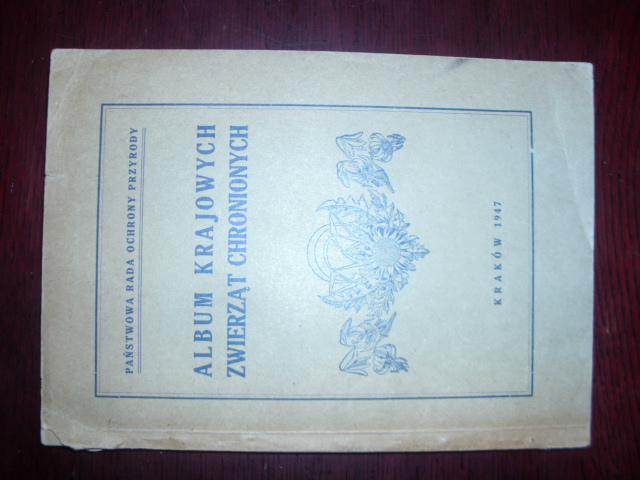 PAŃSTWOWA RADA OCHRONY PRZYRODY
ALBUM KRAJOWYCH
ZWIERZĄT CHRONIONYCH
KRAKÓW 1947